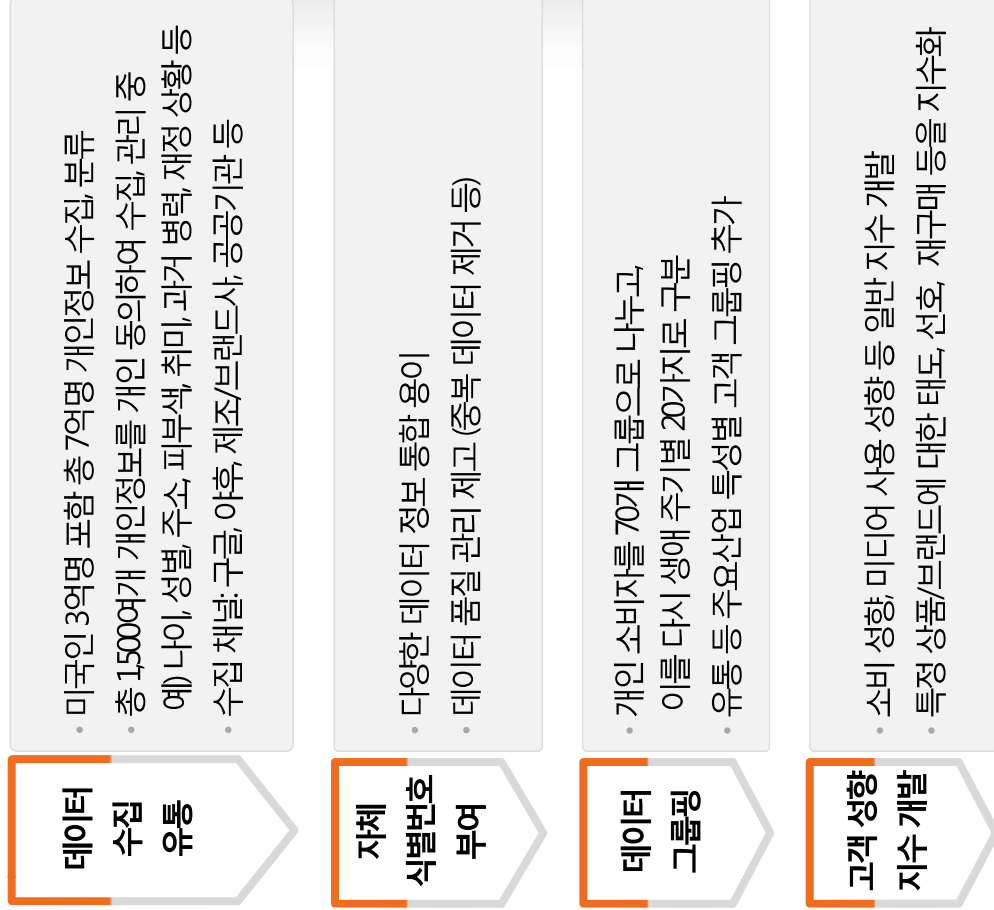 데이터
수집
유통
• 미국인 3억명 포함 총 7억명 개인정보 수집, 분류
• 총 1,500여개 개인정보를 개인 동의하여 수집, 관리 중
예) 나이, 성별, 주소, 피부색, 취미, 과거 병력, 재정 상황 등
• 수집 채널: 구글, 야후, 제조/브랜드사, 공공기관 등
자체
식별번호
부여
• 다양한 데이터 정보 통합 용이
• 데이터 품질 관리 제고 (중복 데이터 제거 등)
데이터
그룹핑
• 개인 소비자를 70개 그룹으로 나누고,
이를 다시 생애 주기별 20가지로 구분
• 유통 등 주요산업 특성별 고객 그룹핑 추가
고객 성향
지수 개발
• 소비 성향, 미디어 사용 성향 등 일반 지수 개발
• 특정 상품/브랜드에 대한 태도, 선호, 재구매 등을 지수화